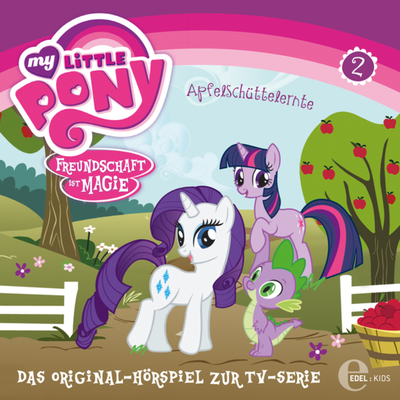 my
LITTLE
PONY
FREUNDSCHAFT
IST MAGIE
2
Apfelschüttelernte
DAS ORIGINAL-HÖRSPIEL ZUR TV-SERIE
e
EDEL:KIDS